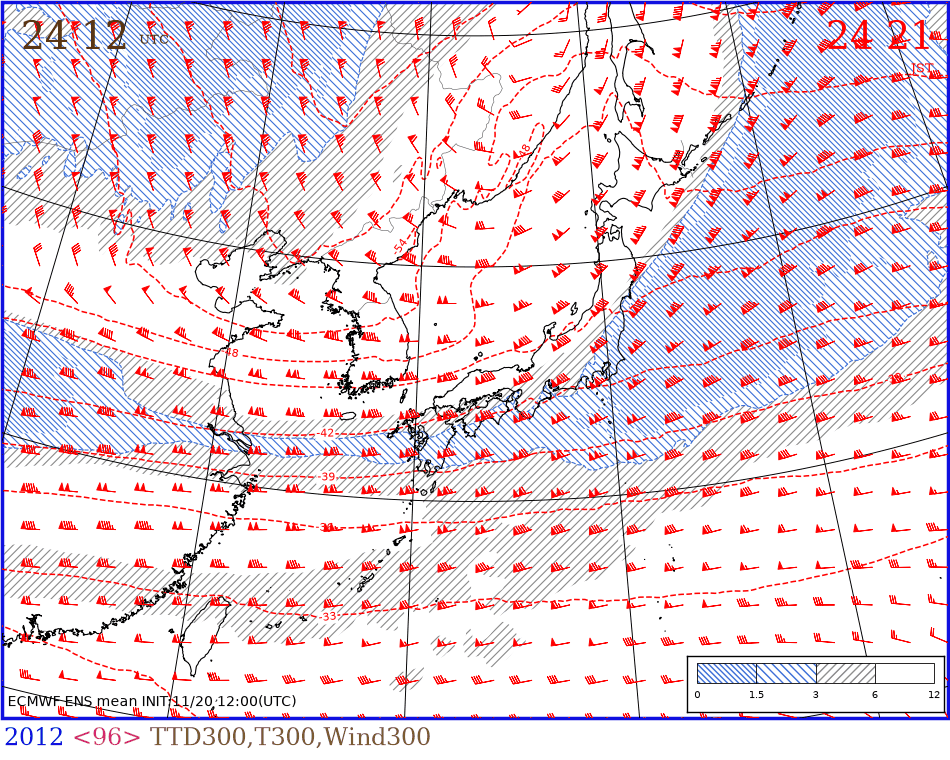 24 12 UTC
24 21
JST
48
-54
-48
-42
-39
-36
-33
ECMWF ENS mean INIT:11/20 12:00(UTC)
0 1.5 3 6 12
2012 <96> TTD300,T300,Wind300